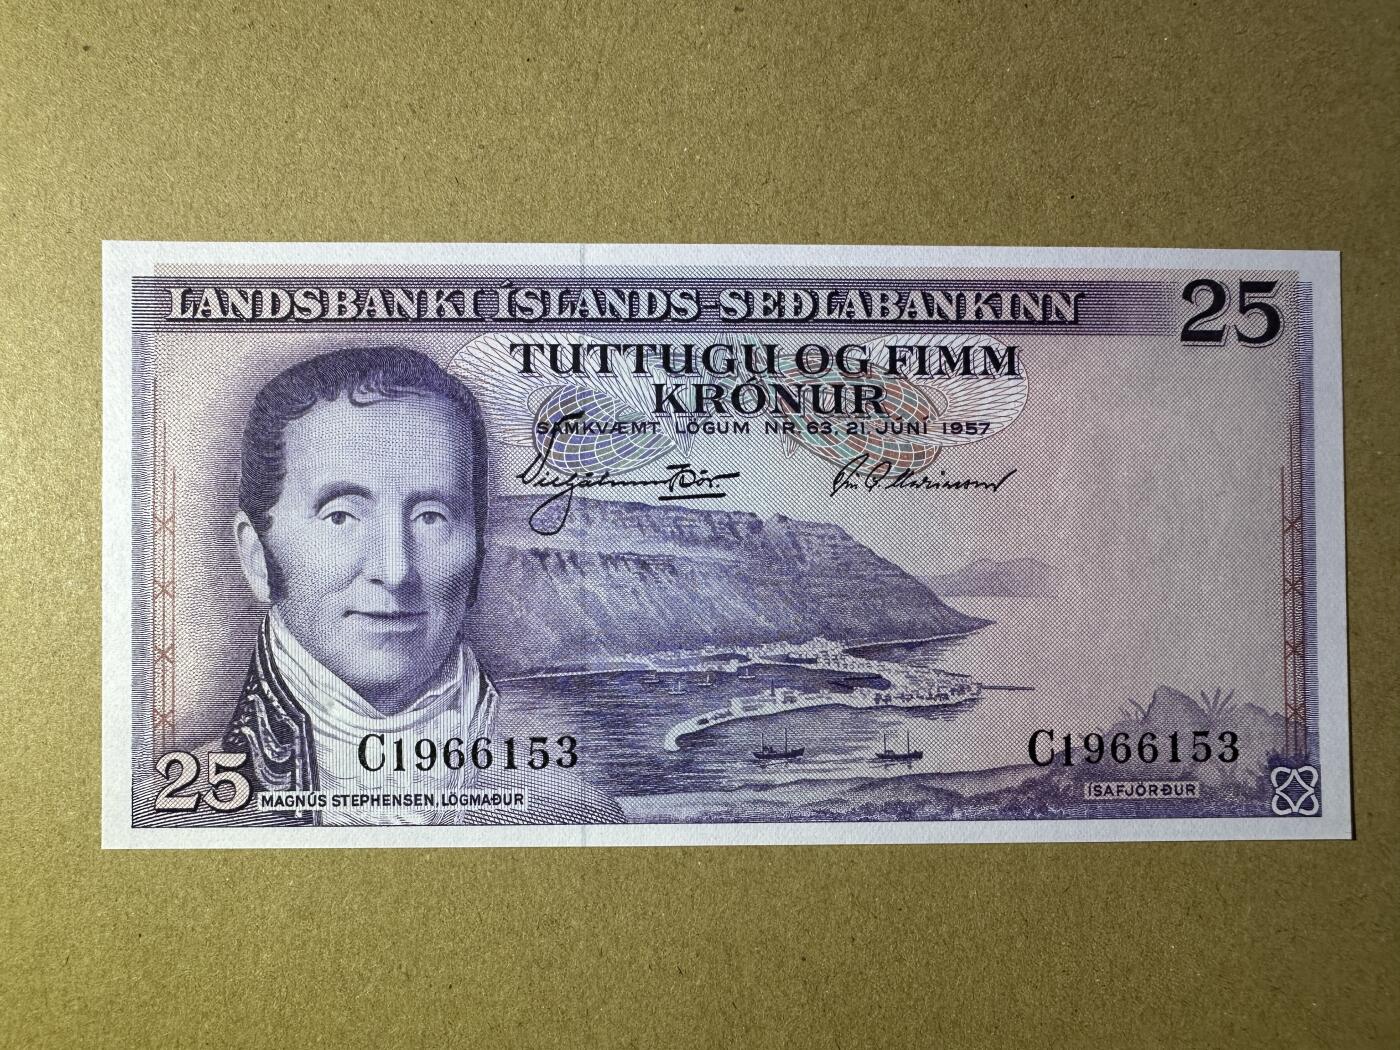 LANDSBANKI ÍSLANDS-SEÐLABANKINN
25
TUTTUGU OG FIMM
KRÓNUR
SAMKVÆMT LÖGUM NR. 63, 21. JÚNÍ 1957
C1966153
C1966153
25
MAGNÚS STEPHENSEN, LÖGMAÐUR
ÍSAFJÖRÐUR